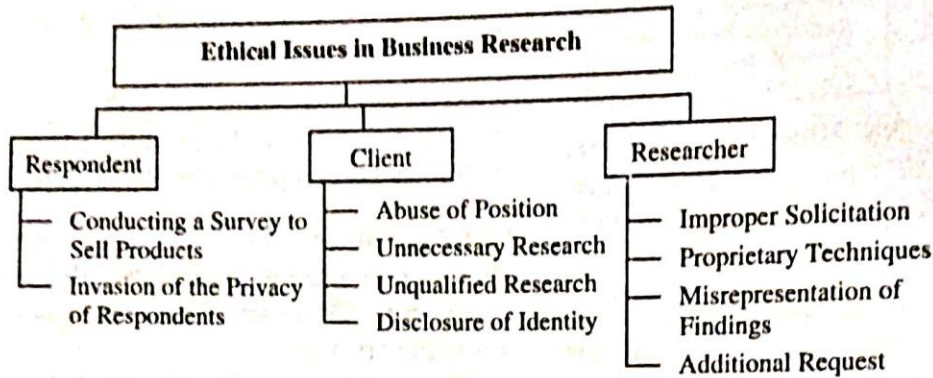 Ethical Issues in Business Research
Respondent
Conducting a Survey to
Sell Products
Invasion of the Privacy
of Respondents
Client
Abuse of Position
Unnecessary Research
Unqualified Research
Disclosure of Identity
Researcher
Improper Solicitation
Proprietary Techniques
Misrepresentation of
Findings
Additional Request